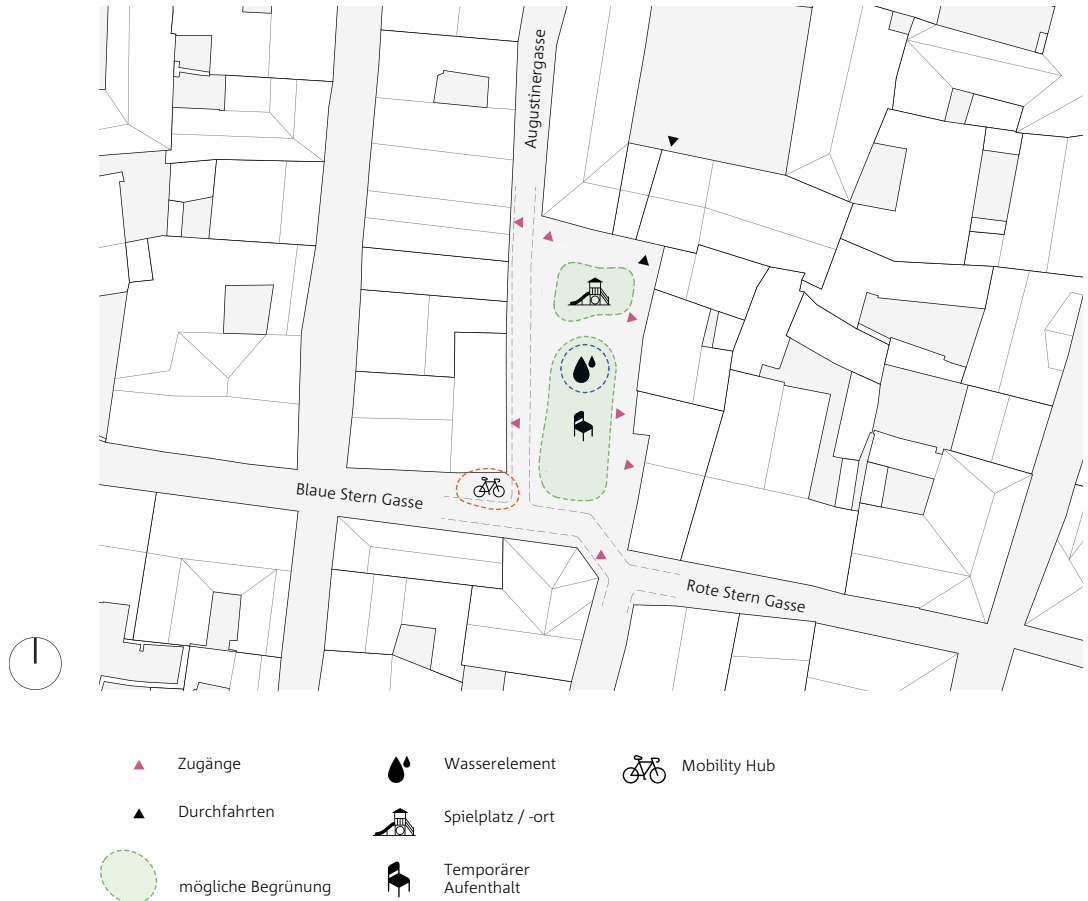 Augustinergasse
Blaue Stern Gasse
Rote Stern Gasse
Zugänge
Durchfahrten
mögliche Begrünung
Wasserelement
Spielplatz / -ort
Temporärer
Aufenthalt
Mobility Hub